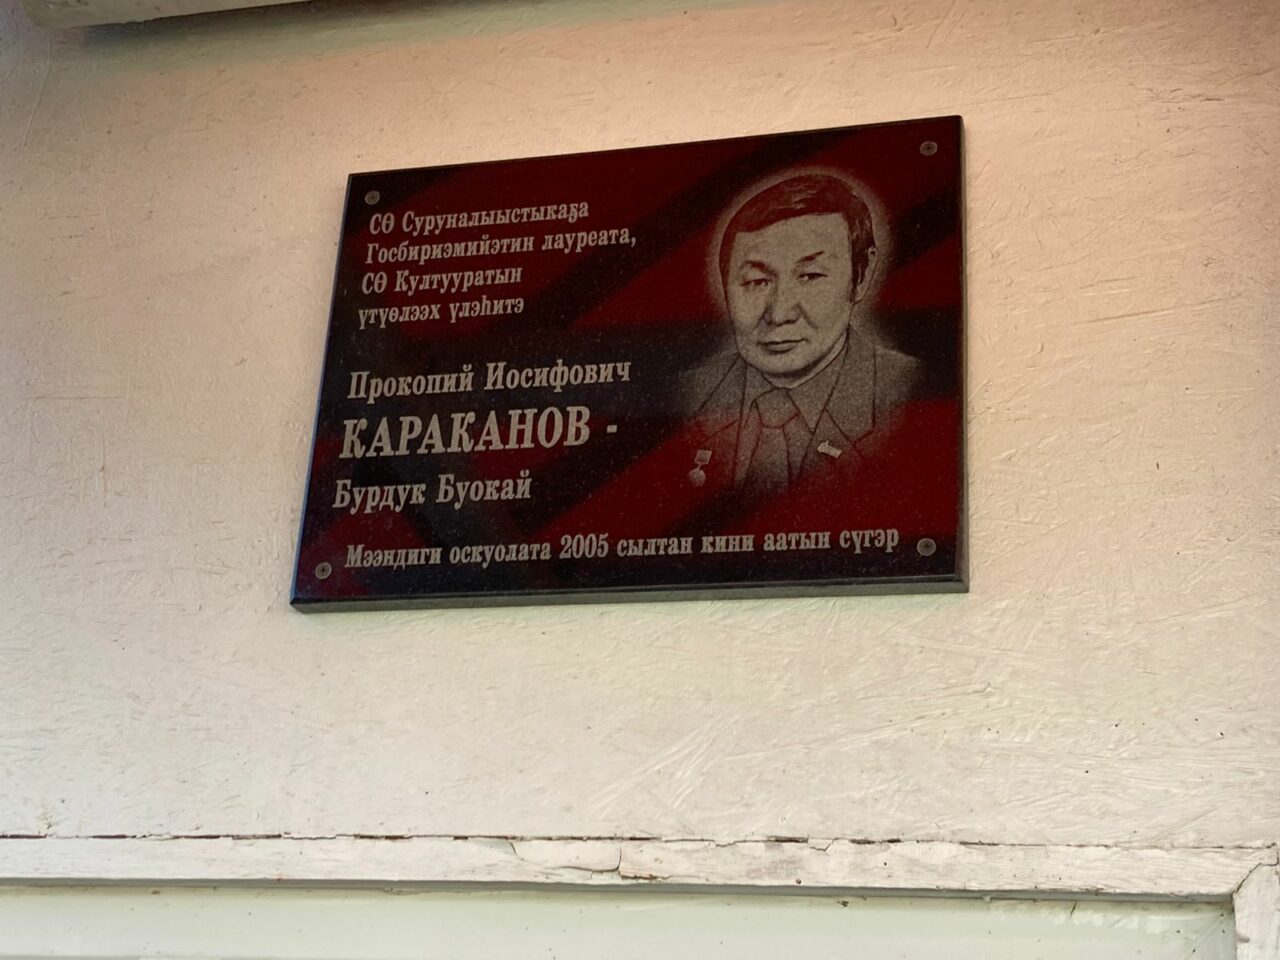 СӨ Суруналыыстыкаҕа
Госбириэмийэтин лауреата,
СӨ Култууратын
үтүөлээх үлэһитэ
Прокопий Иосифович
КАРАКАНОВ -
Бурдук Буокай
Мээндиги оскуолата 2005 сылтан кини аатын сүгэр